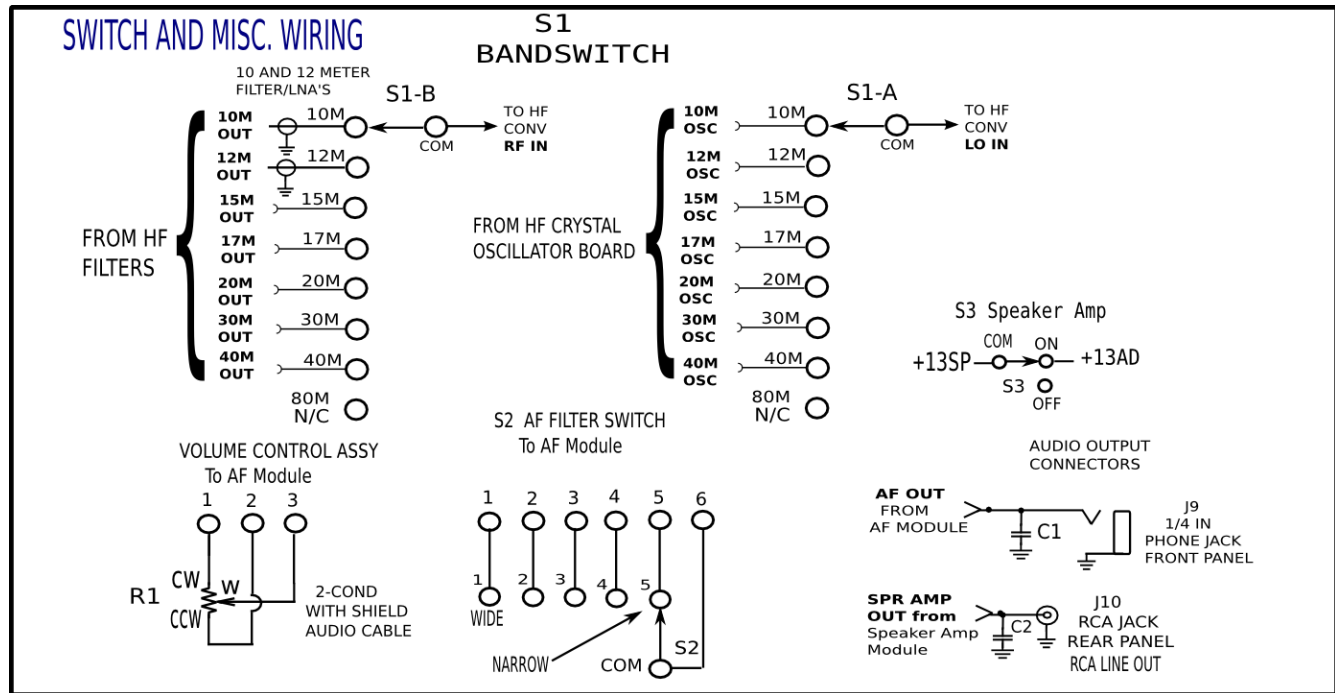 SWITCH AND MISC. WIRING
S1
BANDSWITCH
10 AND 12 METER
FILTER/LNA'S
S1-B
10M
OUT
10M
COM
TO HF
CONV
RF IN
12M
OUT
12M
15M
OUT
15M
17M
OUT
17M
20M
OUT
20M
30M
OUT
30M
40M
OUT
40M
80M
N/C
FROM HF
FILTERS
S1-A
10M
OSC
10M
COM
TO HF
CONV
LO IN
12M
OSC
12M
15M
OSC
15M
17M
OSC
17M
20M
OSC
20M
30M
OSC
30M
40M
OSC
40M
80M
N/C
FROM HF CRYSTAL
OSCILLATOR BOARD
S3 Speaker Amp
COM
ON
+13SP
+13AD
S3
OFF
VOLUME CONTROL ASSY
To AF Module
1 2 3
CW
W
R1
CCW
2-COND
WITH SHIELD
AUDIO CABLE
S2 AF FILTER SWITCH
To AF Module
1 2 3 4 5 6
1 2 3 4 5
WIDE
NARROW
S2
COM
AUDIO OUTPUT
CONNECTORS
AF OUT
FROM
AF MODULE
C1
J9
1/4 IN
PHONE JACK
FRONT PANEL
SPR AMP
OUT from
Speaker Amp
Module
C2
J10
RCA JACK
REAR PANEL
RCA LINE OUT